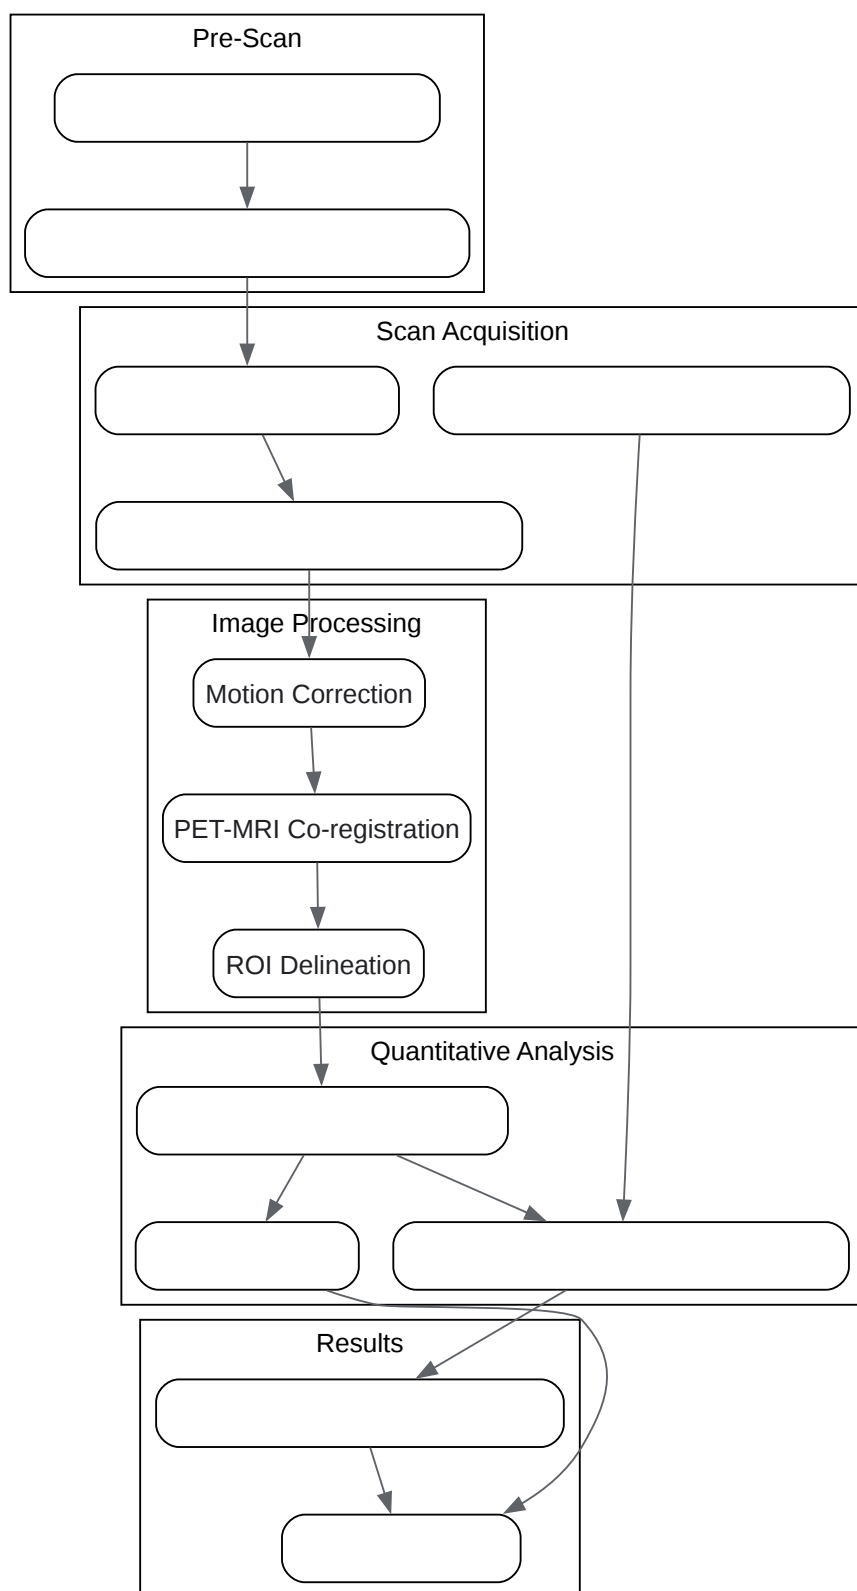 Pre-Scan
Scan Acquisition
Image Processing
Motion Correction
PET-MRI Co-registration
ROI Delineation
Quantitative Analysis
Results